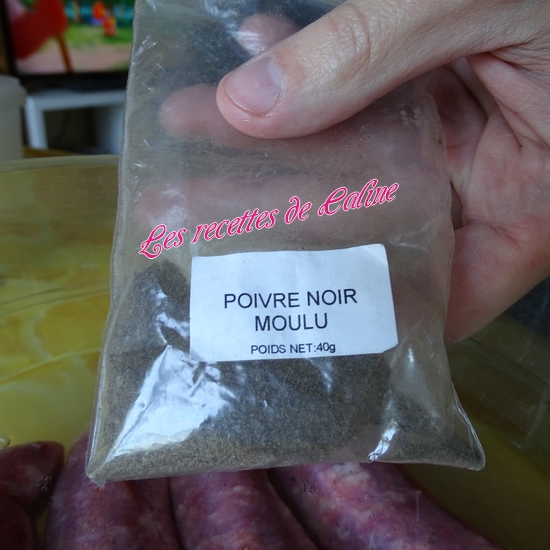 Les recettes de Caline
POIVRE NOIR
MOULU
POIDS NET:40g